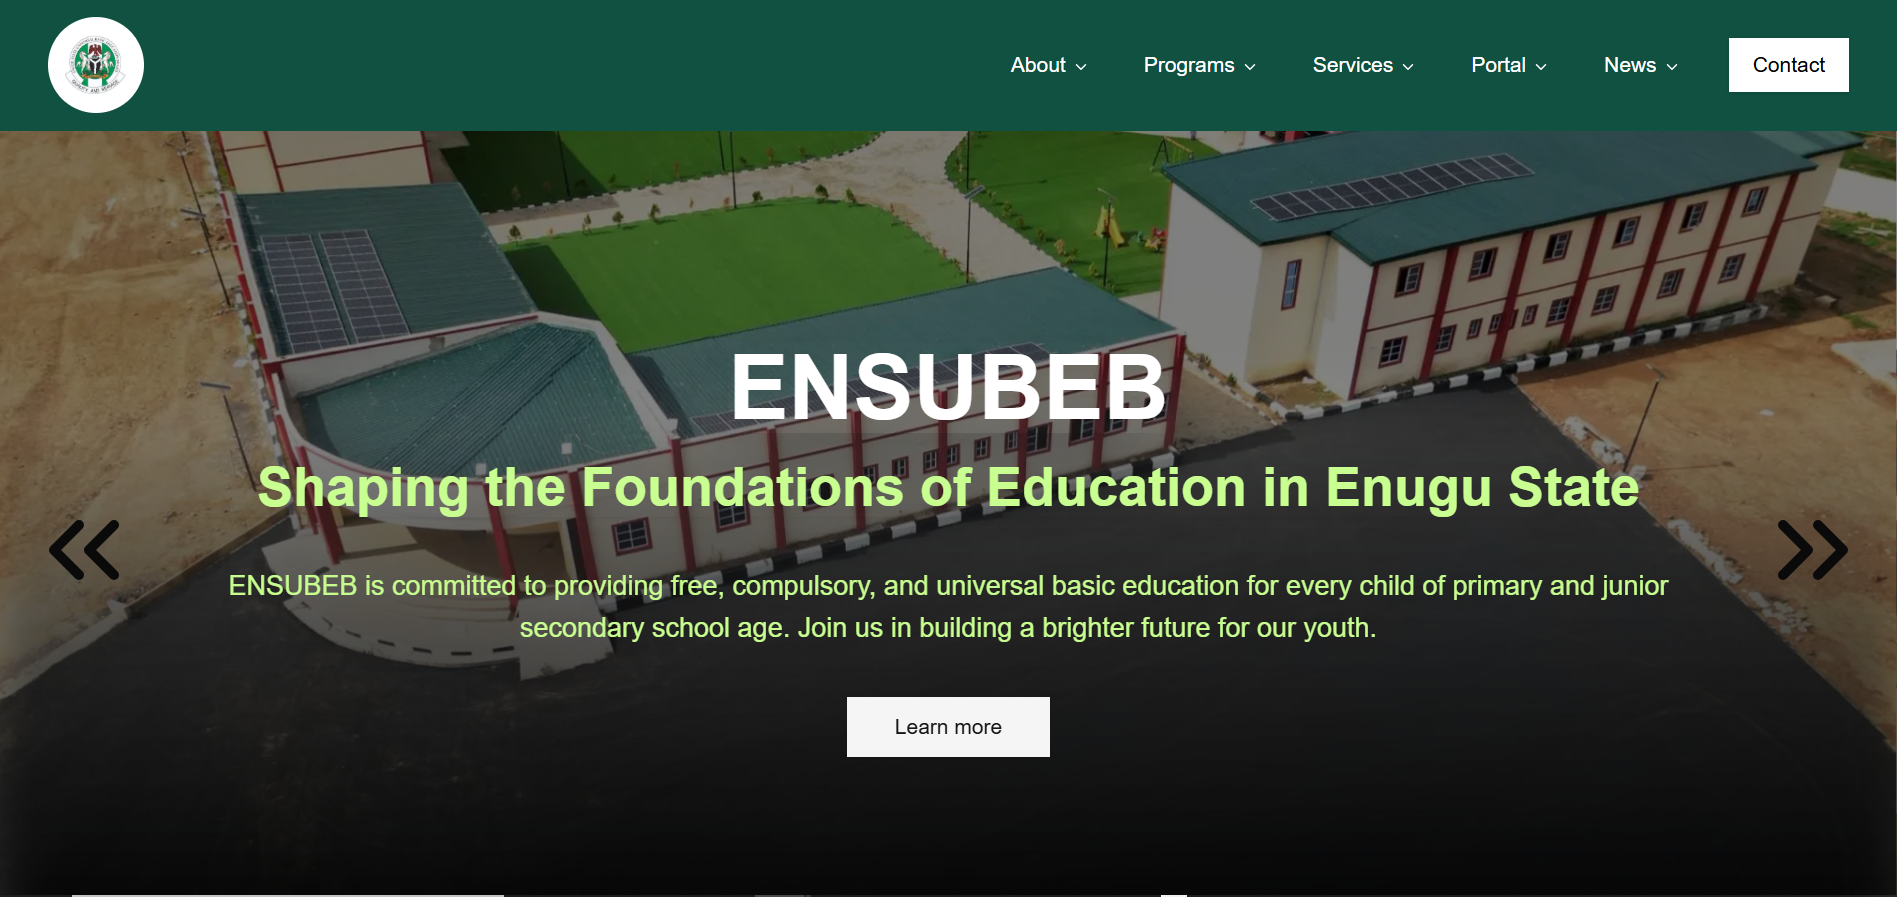 About
Programs
Services
Portal
News
Contact
ENSUBEB
Shaping the Foundations of Education in Enugu State
ENSUBEB is committed to providing free, compulsory, and universal basic education for every child of primary and junior
secondary school age. Join us in building a brighter future for our youth.
Learn more